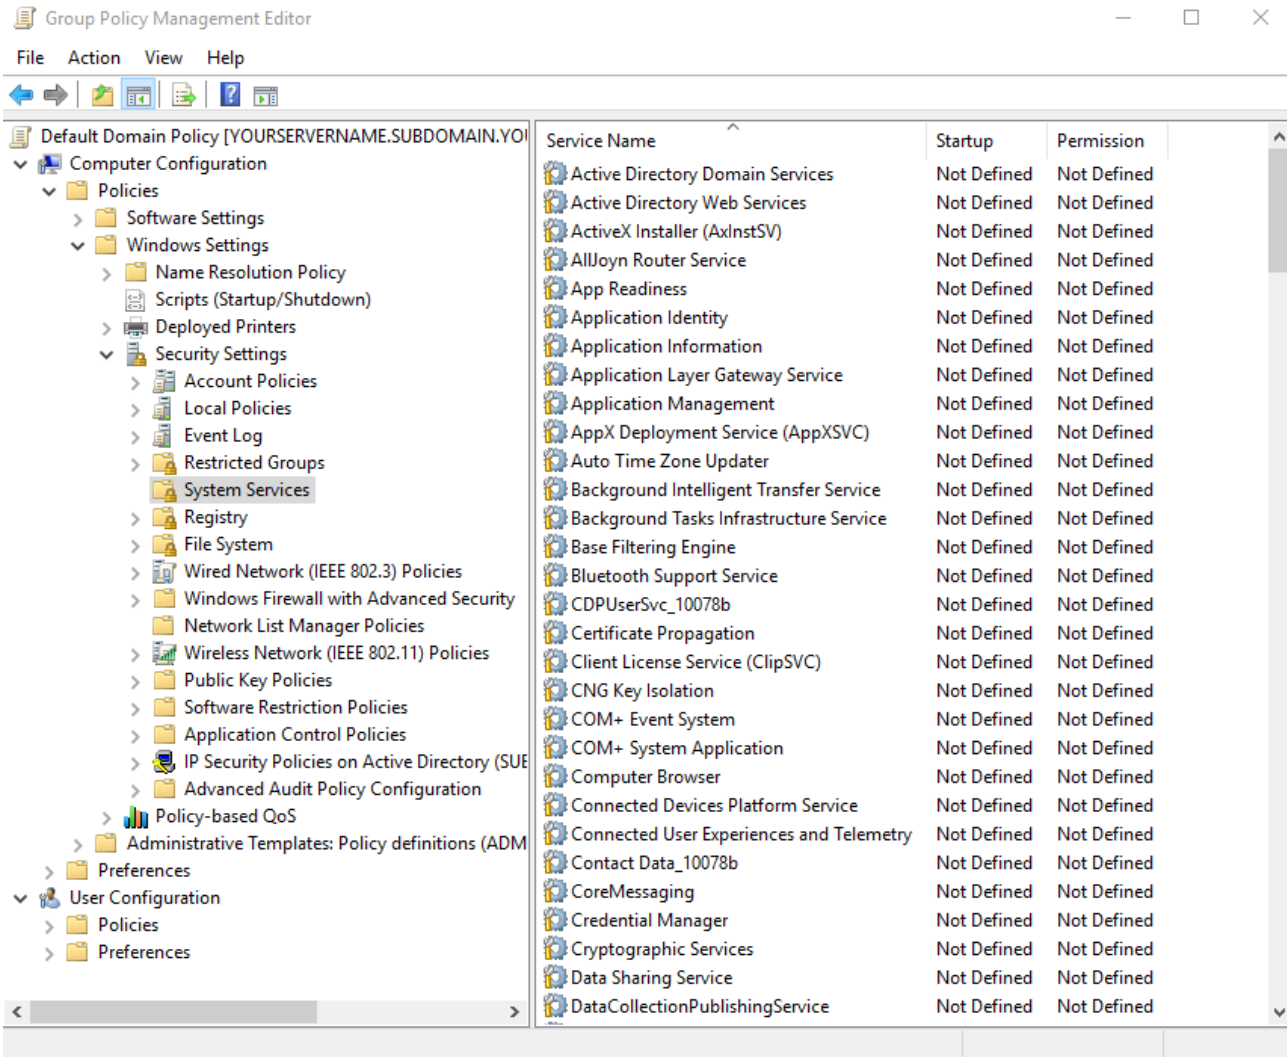 Group Policy Management Editor
File Action View Help
Default Domain Policy [YOURSERVERNAME.SUBDOMAIN.YOU
Computer Configuration
Policies
Software Settings
Windows Settings
Name Resolution Policy
Scripts (Startup/Shutdown)
Deployed Printers
Security Settings
Account Policies
Local Policies
Event Log
Restricted Groups
System Services
Registry
File System
Wired Network (IEEE 802.3) Policies
Windows Firewall with Advanced Security
Network List Manager Policies
Wireless Network (IEEE 802.11) Policies
Public Key Policies
Software Restriction Policies
Application Control Policies
IP Security Policies on Active Directory (SUE
Advanced Audit Policy Configuration
Policy-based QoS
Administrative Templates: Policy definitions (ADM
Preferences
User Configuration
Policies
Preferences
Service Name Startup Permission
Active Directory Domain Services Not Defined Not Defined
Active Directory Web Services Not Defined Not Defined
ActiveX Installer (AxInstSV) Not Defined Not Defined
AllJoyn Router Service Not Defined Not Defined
App Readiness Not Defined Not Defined
Application Identity Not Defined Not Defined
Application Information Not Defined Not Defined
Application Layer Gateway Service Not Defined Not Defined
Application Management Not Defined Not Defined
AppX Deployment Service (AppXSVC) Not Defined Not Defined
Auto Time Zone Updater Not Defined Not Defined
Background Intelligent Transfer Service Not Defined Not Defined
Background Tasks Infrastructure Service Not Defined Not Defined
Base Filtering Engine Not Defined Not Defined
Bluetooth Support Service Not Defined Not Defined
CDPUserSvc_10078b Not Defined Not Defined
Certificate Propagation Not Defined Not Defined
Client License Service (ClipSVC) Not Defined Not Defined
CNG Key Isolation Not Defined Not Defined
COM+ Event System Not Defined Not Defined
COM+ System Application Not Defined Not Defined
Computer Browser Not Defined Not Defined
Connected Devices Platform Service Not Defined Not Defined
Connected User Experiences and Telemetry Not Defined Not Defined
Contact Data_10078b Not Defined Not Defined
CoreMessaging Not Defined Not Defined
Credential Manager Not Defined Not Defined
Cryptographic Services Not Defined Not Defined
Data Sharing Service Not Defined Not Defined
DataCollectionPublishingService Not Defined Not Defined